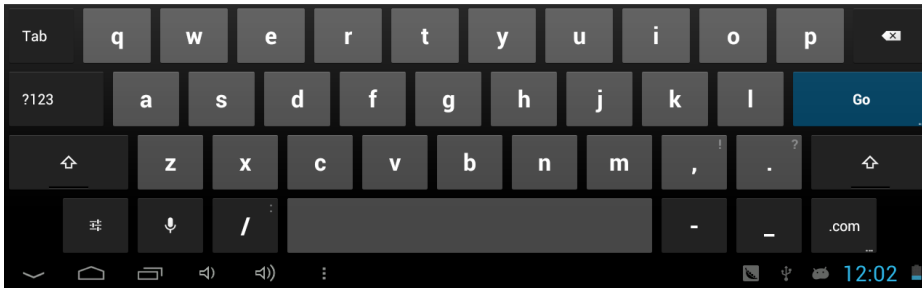 Tab q w e r t y u i o p
?123 a s d f g h j k l Go
z x c v b n m , ! . ?
/ : - _ .com
12:02